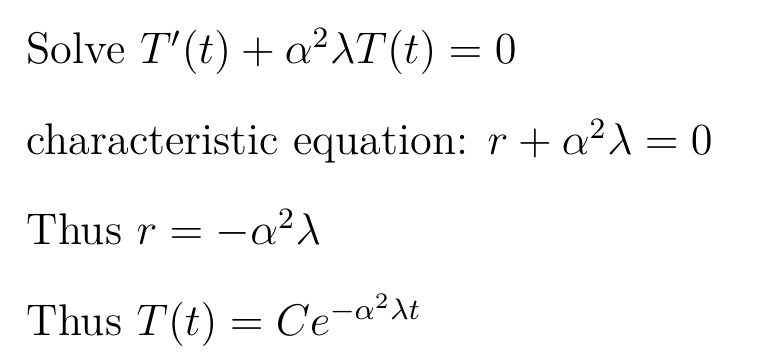 Solve T′(t) + α²λT(t) = 0
characteristic equation: r + α²λ = 0
Thus r = −α²λ
Thus T(t) = Ce^{−α²λt}